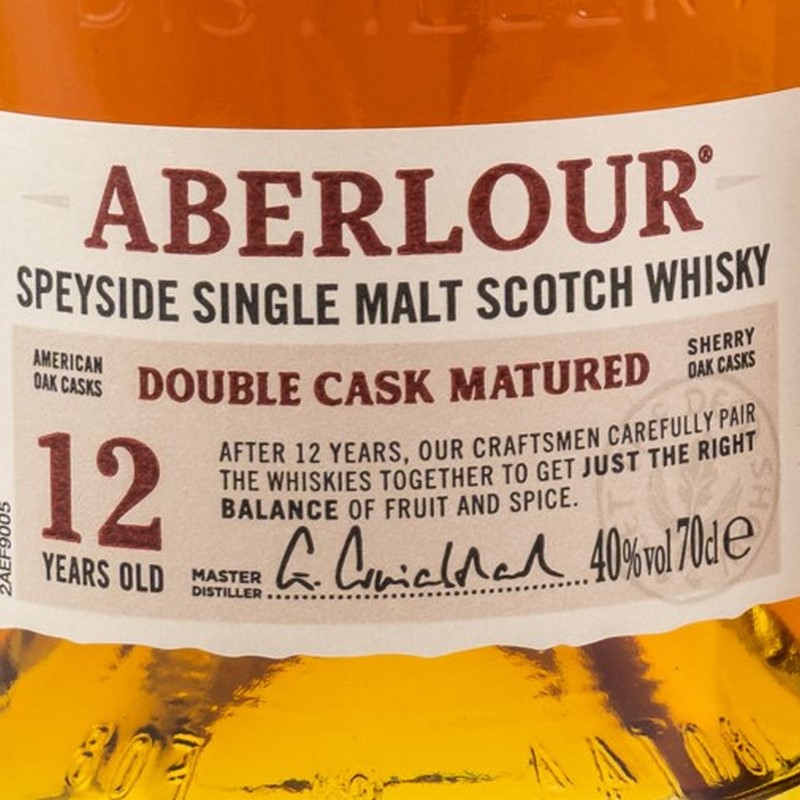 DISTILLERY
ABERLOUR®
SPEYSIDE SINGLE MALT SCOTCH WHISKY
AMERICAN
OAK CASKS
DOUBLE CASK MATURED
SHERRY
OAK CASKS
12
YEARS OLD
AFTER 12 YEARS, OUR CRAFTSMEN CAREFULLY PAIR
THE WHISKIES TOGETHER TO GET JUST THE RIGHT
BALANCE OF FRUIT AND SPICE.
MASTER
DISTILLER
40%vol 70cl e
2AEF9005